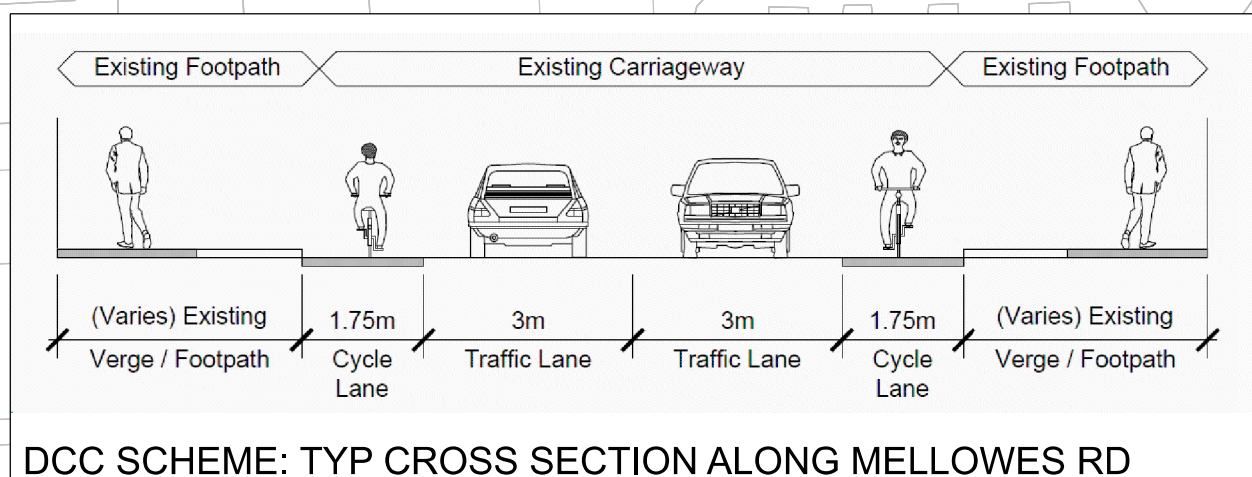 Existing Footpath
Existing Carriageway
Existing Footpath
(Varies) Existing
Verge / Footpath
1.75m
Cycle
Lane
3m
Traffic Lane
3m
Traffic Lane
1.75m
Cycle
Lane
(Varies) Existing
Verge / Footpath
DCC SCHEME: TYP CROSS SECTION ALONG MELLOWES RD